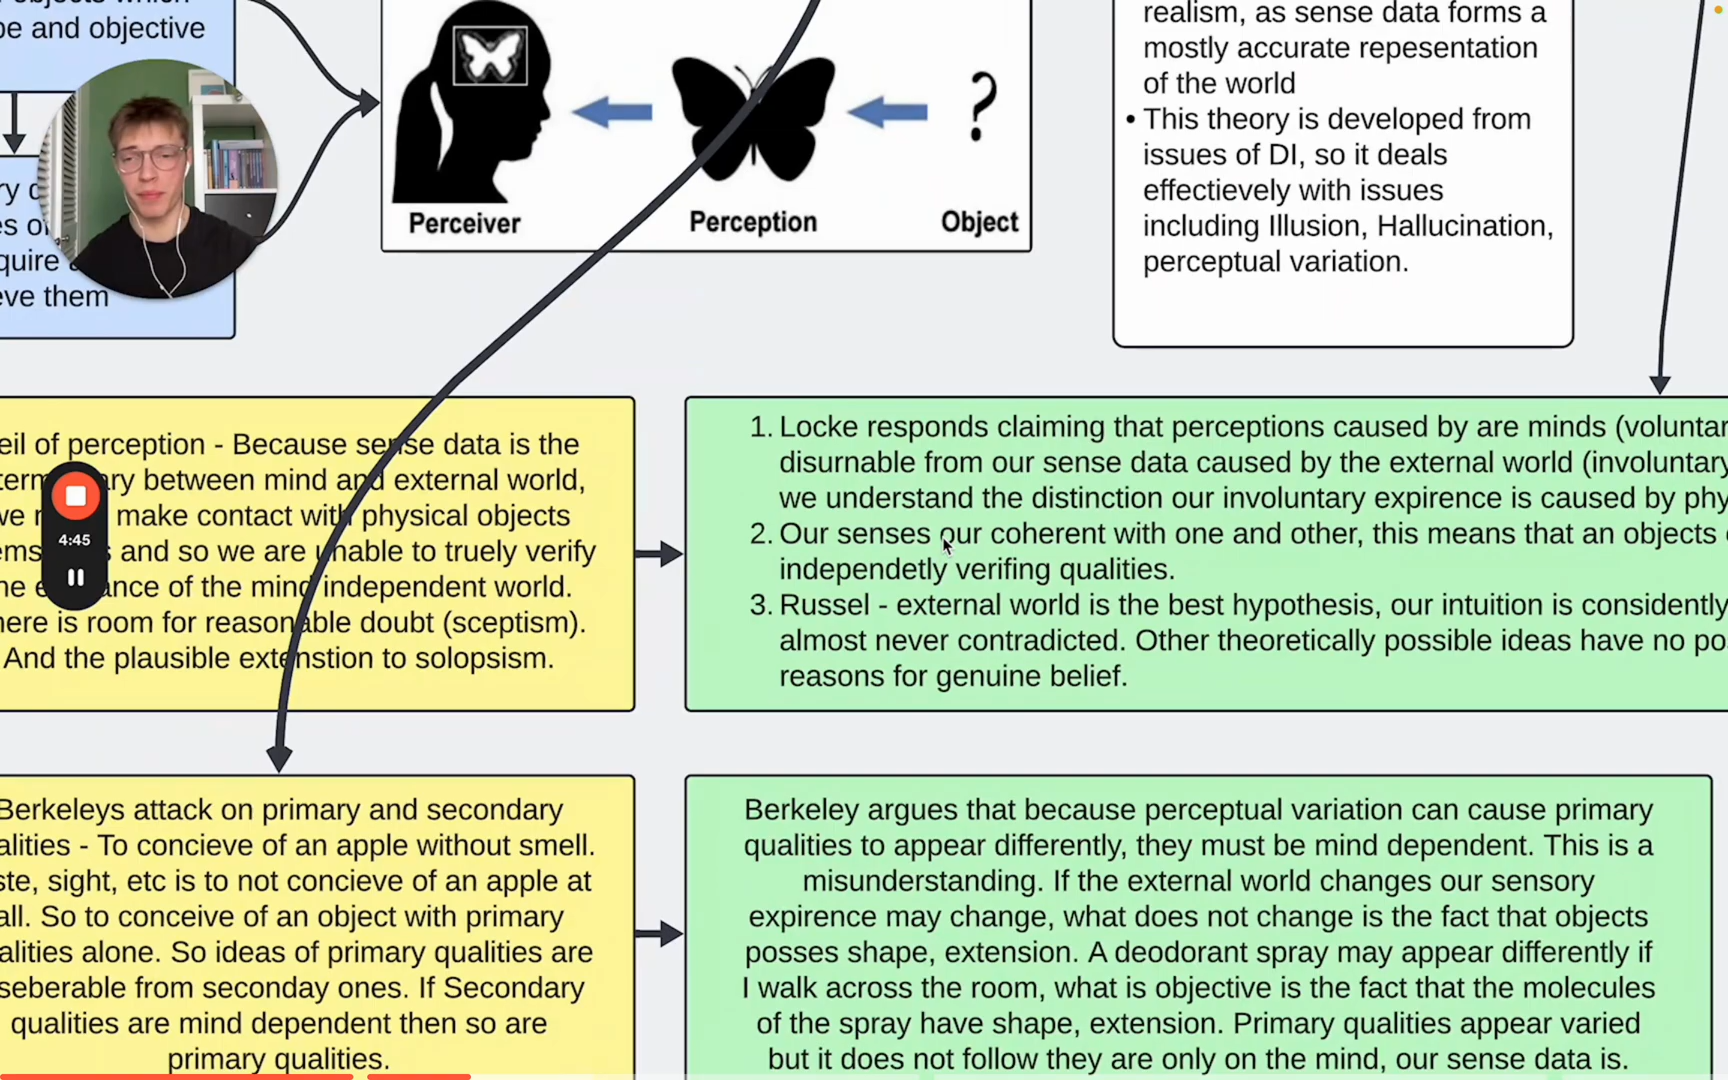 objects which
pe and objective
ry
es of
quire
eve them
Perceiver
Perception
Object
?
realism, as sense data forms a
mostly accurate repesentation
of the world
• This theory is developed from
issues of DI, so it deals
effectievely with issues
including Illusion, Hallucination,
perceptual variation.
eil of perception - Because sense data is the
ary between mind and external world,
we make contact with physical objects
and so we are unable to truely verify
ance of the mind independent world.
here is room for reasonable doubt (sceptism).
And the plausible extenstion to solopsism.
4:45
1. Locke responds claiming that perceptions caused by are minds (voluntar
disurnable from our sense data caused by the external world (involuntary
we understand the distinction our involuntary expirence is caused by phy
2. Our senses our coherent with one and other, this means that an objects
independetly verifing qualities.
3. Russel - external world is the best hypothesis, our intuition is considently
almost never contradicted. Other theoretically possible ideas have no po
reasons for genuine belief.
Berkeleys attack on primary and secondary
alities - To concieve of an apple without smell.
ste, sight, etc is to not concieve of an apple at
all. So to conceive of an object with primary
alities alone. So ideas of primary qualities are
seberable from seconday ones. If Secondary
qualities are mind dependent then so are
primary qualities.
Berkeley argues that because perceptual variation can cause primary
qualities to appear differently, they must be mind dependent. This is a
misunderstanding. If the external world changes our sensory
expirence may change, what does not change is the fact that objects
posses shape, extension. A deodorant spray may appear differently if
I walk across the room, what is objective is the fact that the molecules
of the spray have shape, extension. Primary qualities appear varied
but it does not follow they are only on the mind, our sense data is.